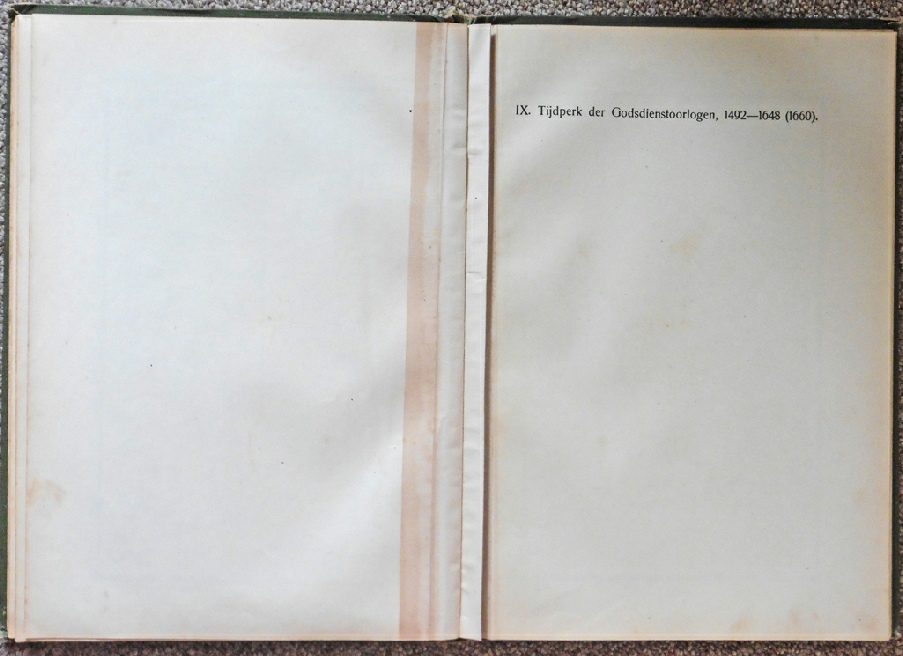 IX. Tijdperk der Godsdienstoorlogen, 1492—1648 (1660).